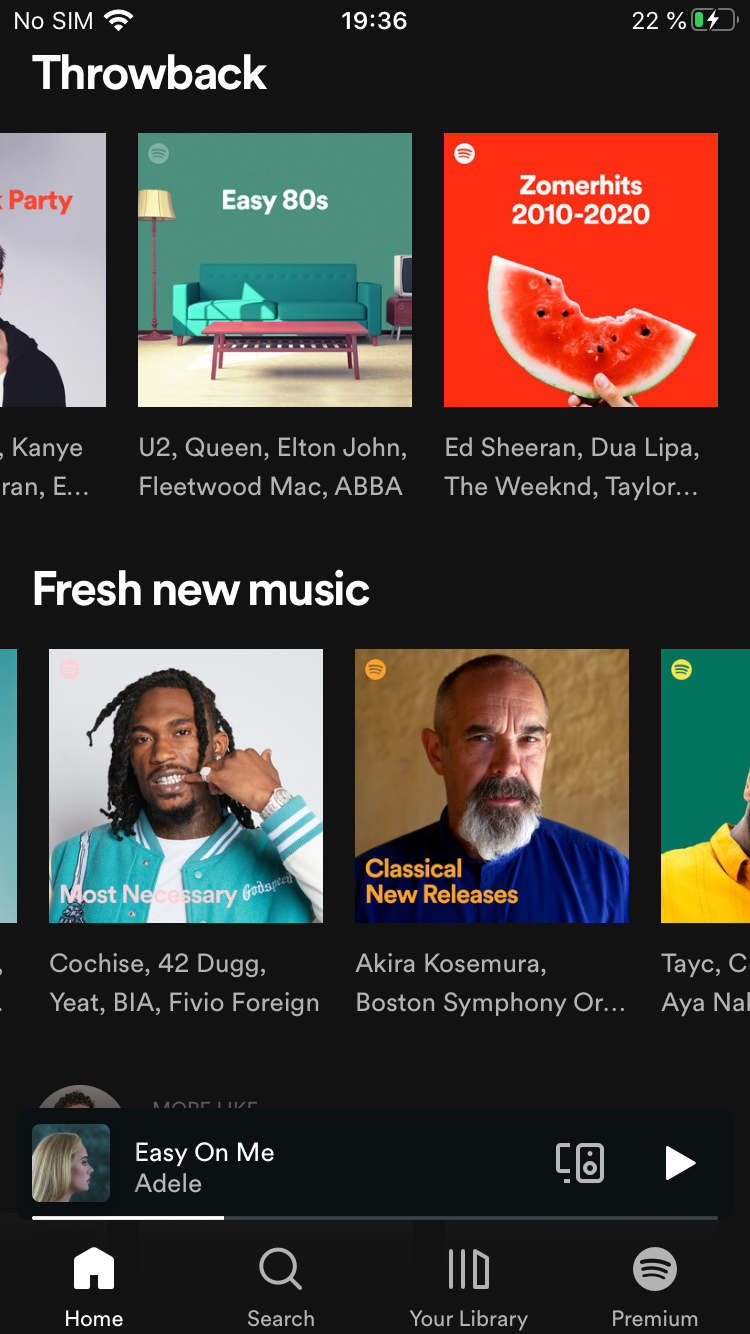 No SIM 19:36 22 %
Throwback
Party
Easy 80s
Zomerhits
2010-2020
, Kanye
ran, E...
U2, Queen, Elton John,
Fleetwood Mac, ABBA
Ed Sheeran, Dua Lipa,
The Weeknd, Taylor...
Fresh new music
Most Necessary
Godspeed
Classical
New Releases
Cochise, 42 Dugg,
Yeat, BIA, Fivio Foreign
Akira Kosemura,
Boston Symphony Or...
Tayc, C
Aya Nal
MORE LIKE
Easy On Me
Adele
Home
Search
Your Library
Premium